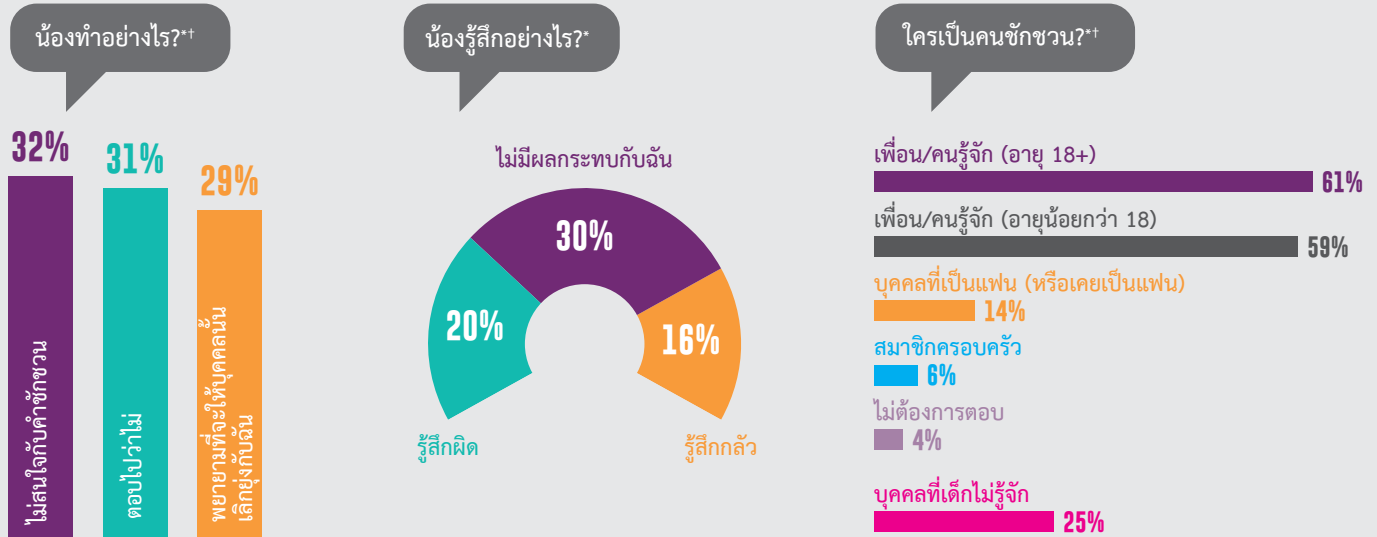 น้องทำอย่างไร?*†
32%
31%
29%
ไม่สนใจกับคำชักชวน
ตอบไปว่าไม่
พยายามที่จะให้บุคคลนั้น
เลิกยุ่งกับฉัน
น้องรู้สึกอย่างไร?*
ไม่มีผลกระทบกับฉัน
30%
20%
16%
รู้สึกผิด
รู้สึกกลัว
ใครเป็นคนชักชวน?*†
เพื่อน/คนรู้จัก (อายุ 18+)
61%
เพื่อน/คนรู้จัก (อายุน้อยกว่า 18)
59%
บุคคลที่เป็นแฟน (หรือเคยเป็นแฟน)
14%
สมาชิกครอบครัว
6%
ไม่ต้องการตอบ
4%
บุคคลที่เด็กไม่รู้จัก
25%